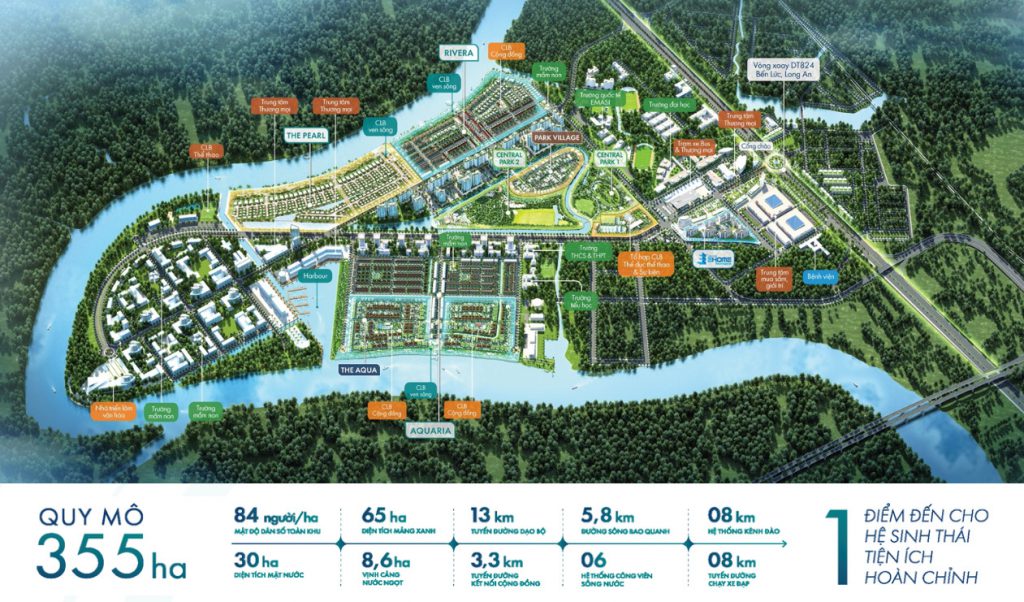 RIVERA
CLB
Cộng đồng
CLB
ven sông
Trường
mầm non
Vòng xoay DT824
Bến Lức, Long An
Trường quốc tế
EMASI
Trường đại học
Trung tâm
Thương mại
Trung tâm
Thương mại
THE PEARL
CLB
ven sông
PARK VILLAGE
Trung tâm
Thương mại
CLB
Thể thao
CENTRAL
PARK 2
CENTRAL
PARK 1
Trạm xe Bus
& Thương mại
Cổng chào
Trường
mầm non
Trường
THCS & THPT
Tổ hợp CLB
Thể dục thể thao
& Sự kiện
EHOME
Trung tâm
mua sắm,
giải trí
Bệnh viện
Harbour
Trường
tiểu học
THE AQUA
CLB
ven sông
Nhà triển lãm
văn hóa
Trường
mầm non
Trường
mầm non
CLB
Cộng đồng
CLB
Cộng đồng
AQUARIA
QUY MÔ
355 ha
84 người/ha
MẬT ĐỘ DÂN SỐ TOÀN KHU
65 ha
DIỆN TÍCH MẢNG XANH
13 km
TUYẾN ĐƯỜNG DẠO BỘ
5,8 km
ĐƯỜNG SÔNG BAO QUANH
08 km
HỆ THỐNG KÊNH ĐÀO
30 ha
DIỆN TÍCH MẶT NƯỚC
8,6 ha
VỊNH CẢNG
NƯỚC NGỌT
3,3 km
TUYẾN ĐƯỜNG
KẾT NỐI CỘNG ĐỒNG
06
HỆ THỐNG CÔNG VIÊN
SÔNG NƯỚC
08 km
TUYẾN ĐƯỜNG
CHẠY XE ĐẠP
1
ĐIỂM ĐẾN CHO
HỆ SINH THÁI
TIỆN ÍCH
HOÀN CHỈNH